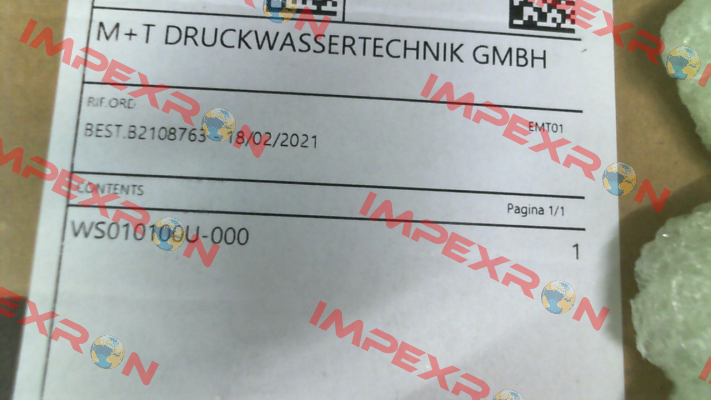 M+T DRUCKWASSERTECHNIK GMBH
RIF.ORD
EMT01
BEST.B2108763 18/02/2021
CONTENTS
Pagina 1/1
WS010100U-000
1
IMPEXRON
IMPEXRON
IMPEXRON
IMPEXRON
IMPEXRON
IMPEXRON
IMPEXRON